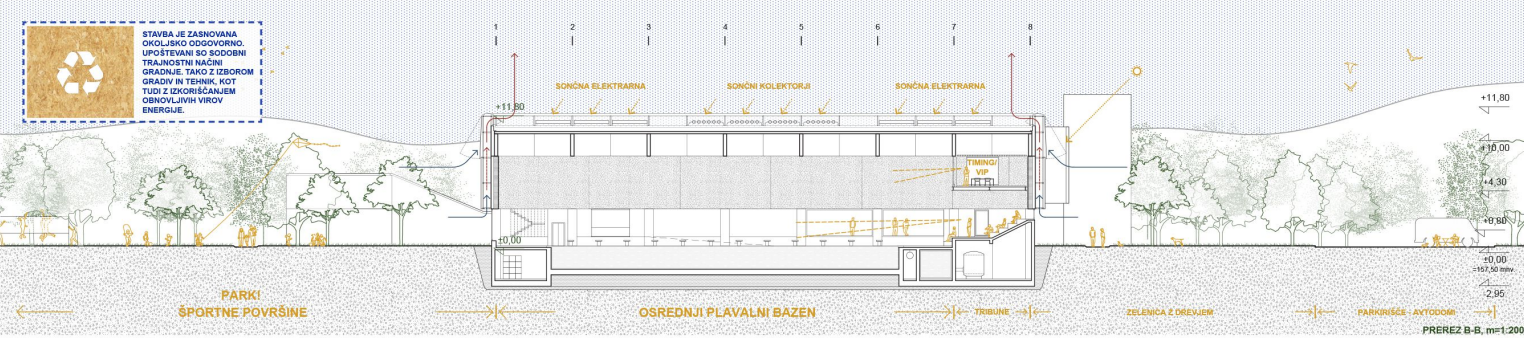 STAVBA JE ZASNOVANA
OKOLJSKO ODGOVORNO.
UPOŠTEVANI SO SODOBNI
TRAJNOSTNI NAČINI
GRADNJE. TAKO Z IZBOROM
GRADIV IN TEHNIK, KOT
TUDI Z IZKORIŠČANJEM
OBNOVLJIVIH VIROV
ENERGIJE.
1 2 3 4 5 6 7 8
SONČNA ELEKTRARNA
SONČNI KOLEKTORJI
SONČNA ELEKTRARNA
+11,80
+11,80
+10,00
TIMING/
VIP
+4,30
+0,80
±0,00
±0,00
=157,50 mnv
-2,95
PARK!
ŠPORTNE POVRŠINE
OSREDNJI PLAVALNI BAZEN
TRIBUNE
ZELENICA Z DREVJEM
PARKIRIŠČE - AVTODOMI
PREREZ B-B, m=1:200